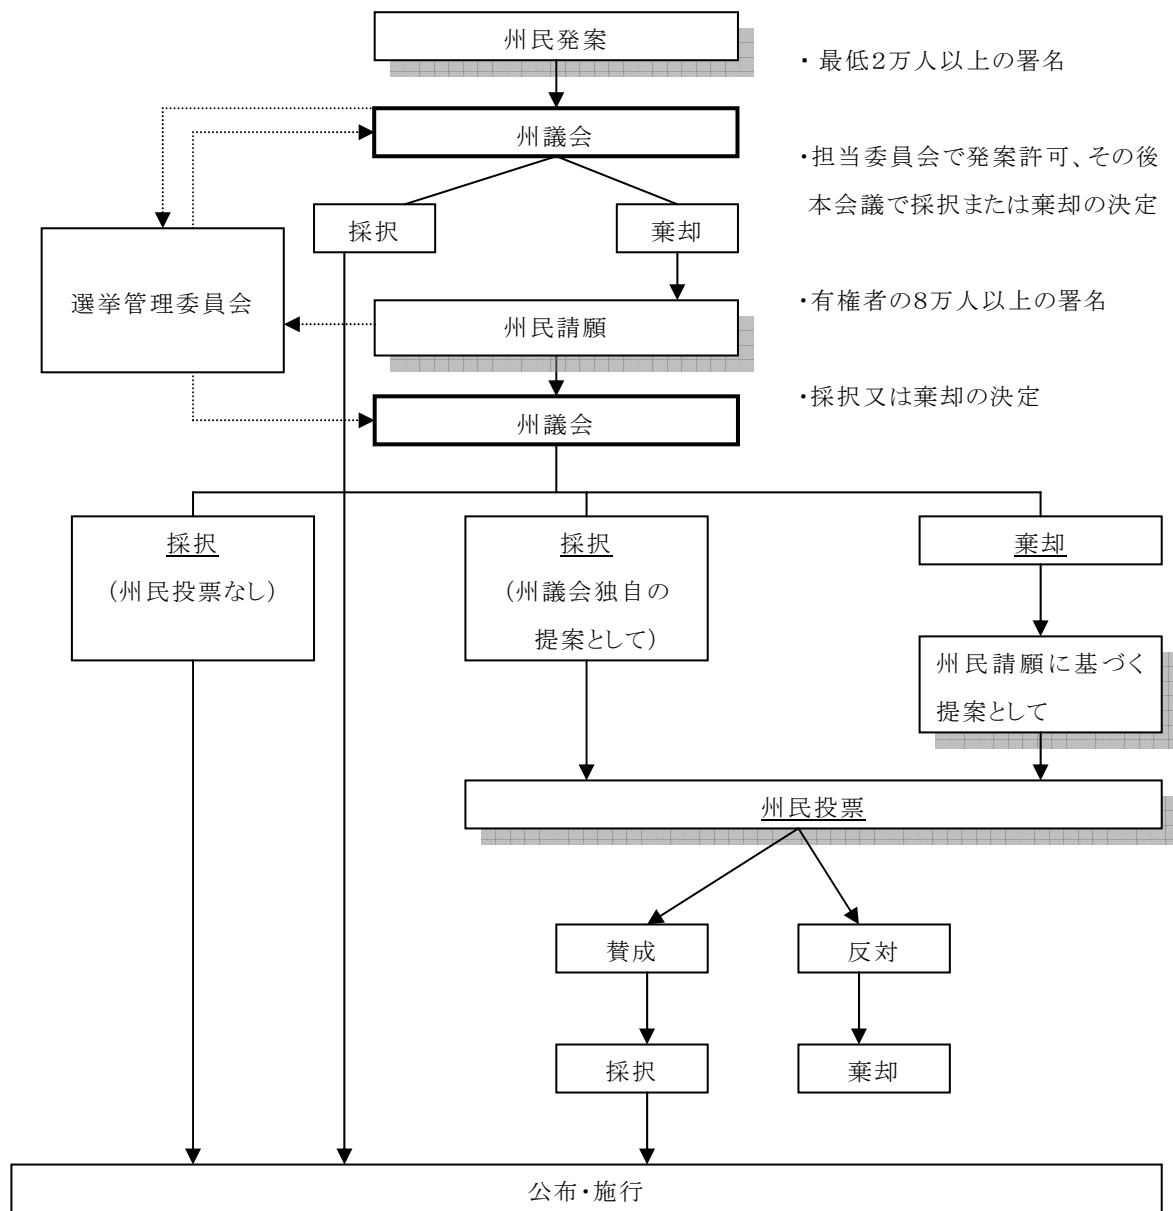 州民発案
・ 最低2万人以上の署名
州議会
・担当委員会で発案許可、その後
本会議で採択または棄却の決定
採択
棄却
選挙管理委員会
州民請願
・有権者の8万人以上の署名
州議会
・採択又は棄却の決定
採択
(州民投票なし)
採択
(州議会独自の
提案として)
棄却
州民請願に基づく
提案として
州民投票
賛成
反対
採択
棄却
公布・施行